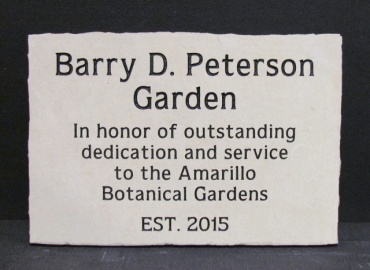 Barry D. Peterson
Garden
In honor of outstanding
dedication and service
to the Amarillo
Botanical Gardens
EST. 2015